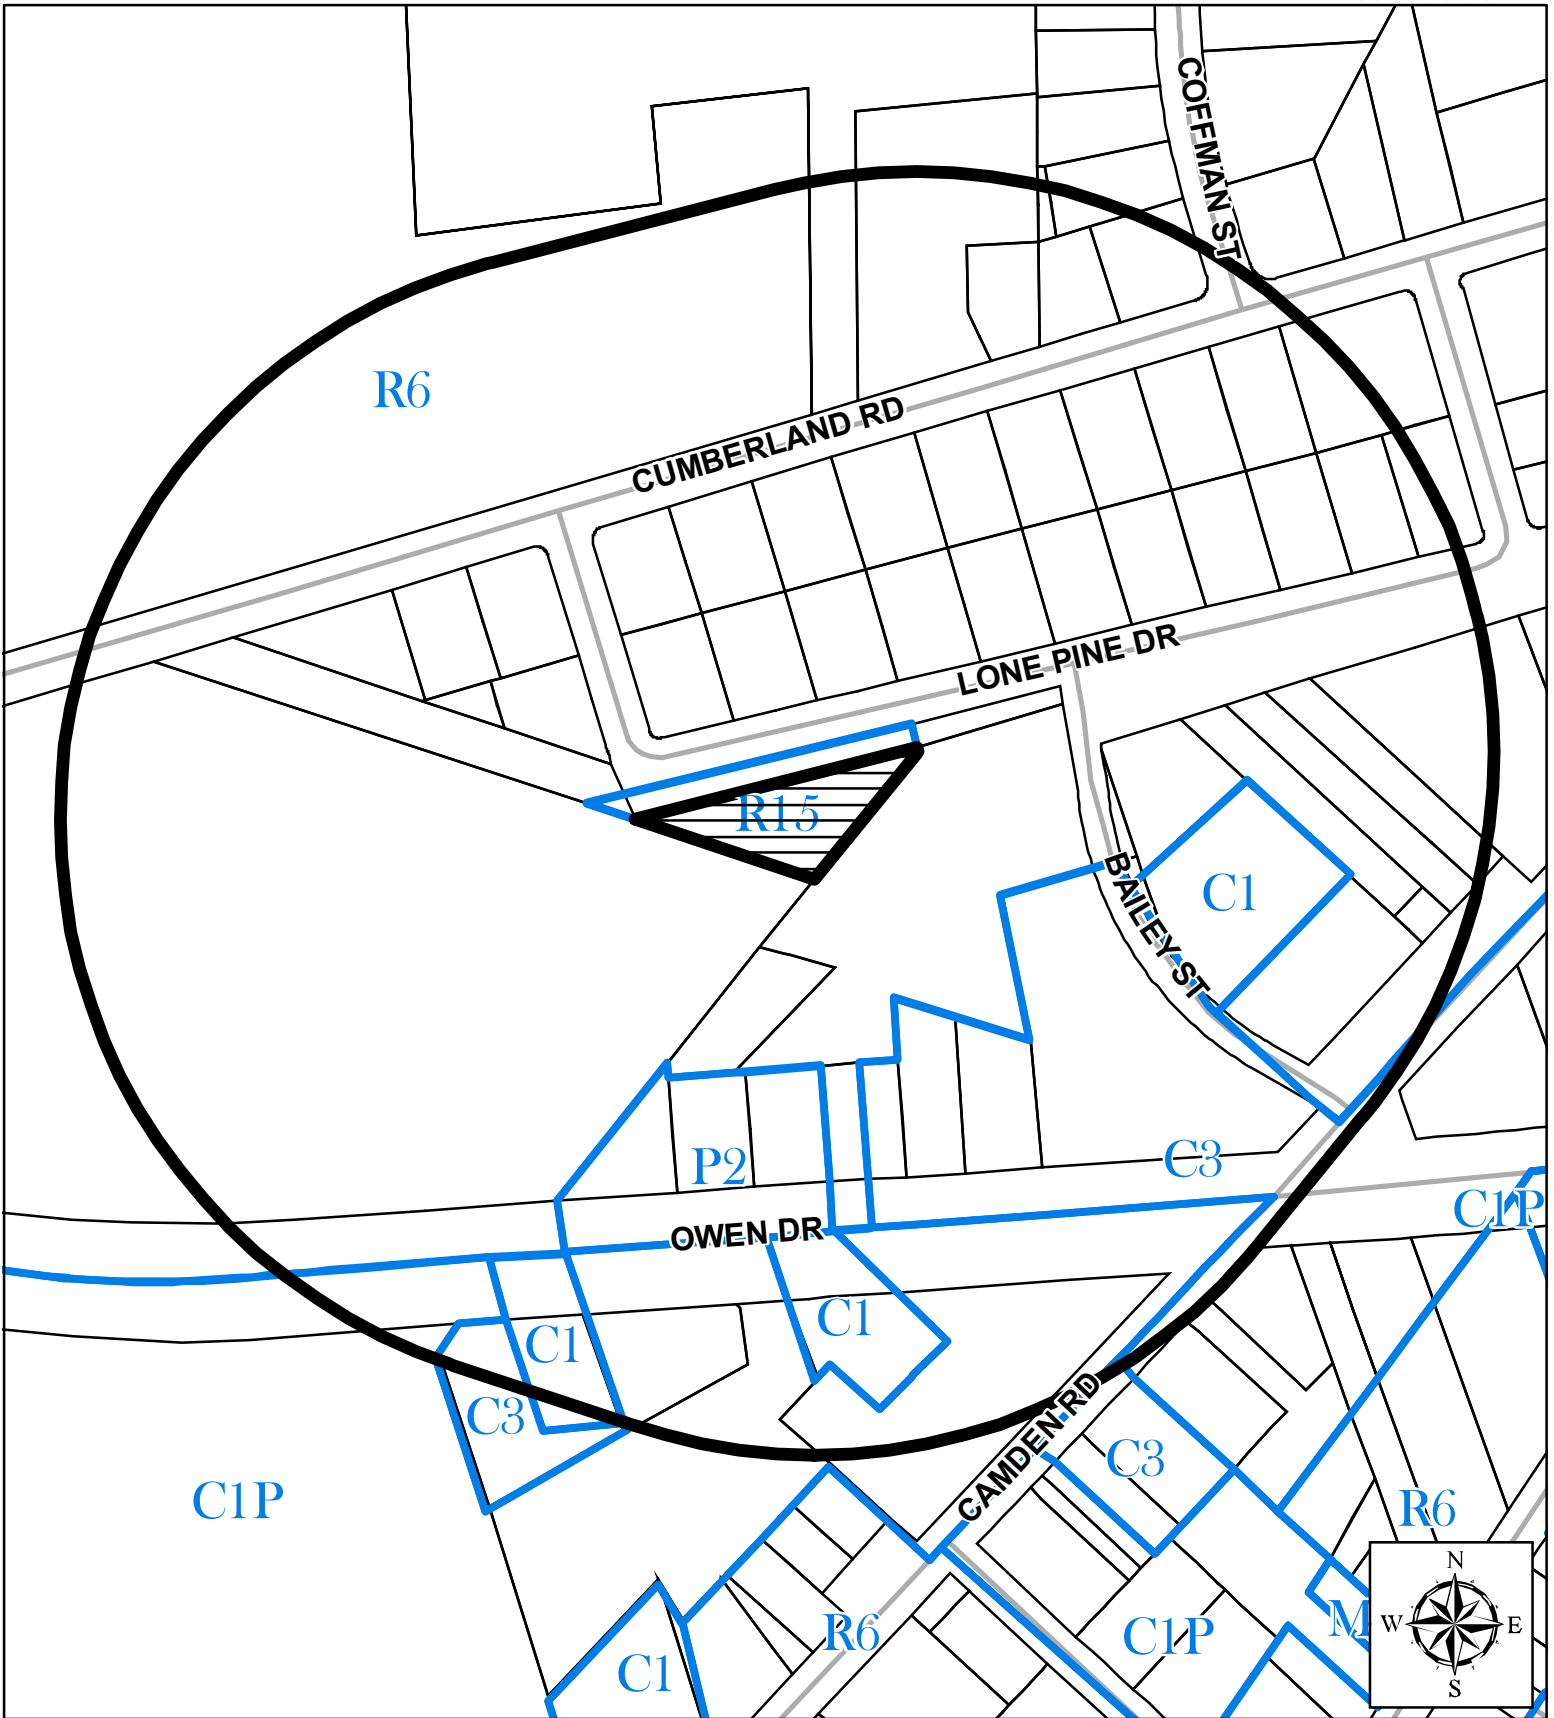 COFFMAN ST
R6
CUMBERLAND RD
LONE PINE DR
R15
BAILEY ST
C1
P2
C3
C1P
OWEN DR
C1
C1
C3
CAMDEN RD
C3
C1P
R6
N
W E
S
M
R6
C1P
C1